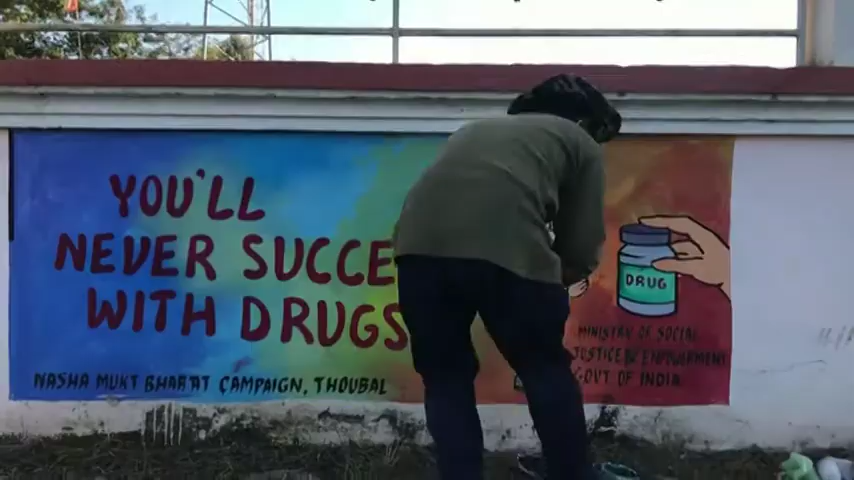 YOU'LL
NEVER SUCCE
WITH DRUGS
NASHA MUKT BHARAT CAMPAIGN, THOUBAL
DRUG
MINISTRY OF SOCIAL
JUSTICE & EMPOWERMENT
GOVT OF INDIA